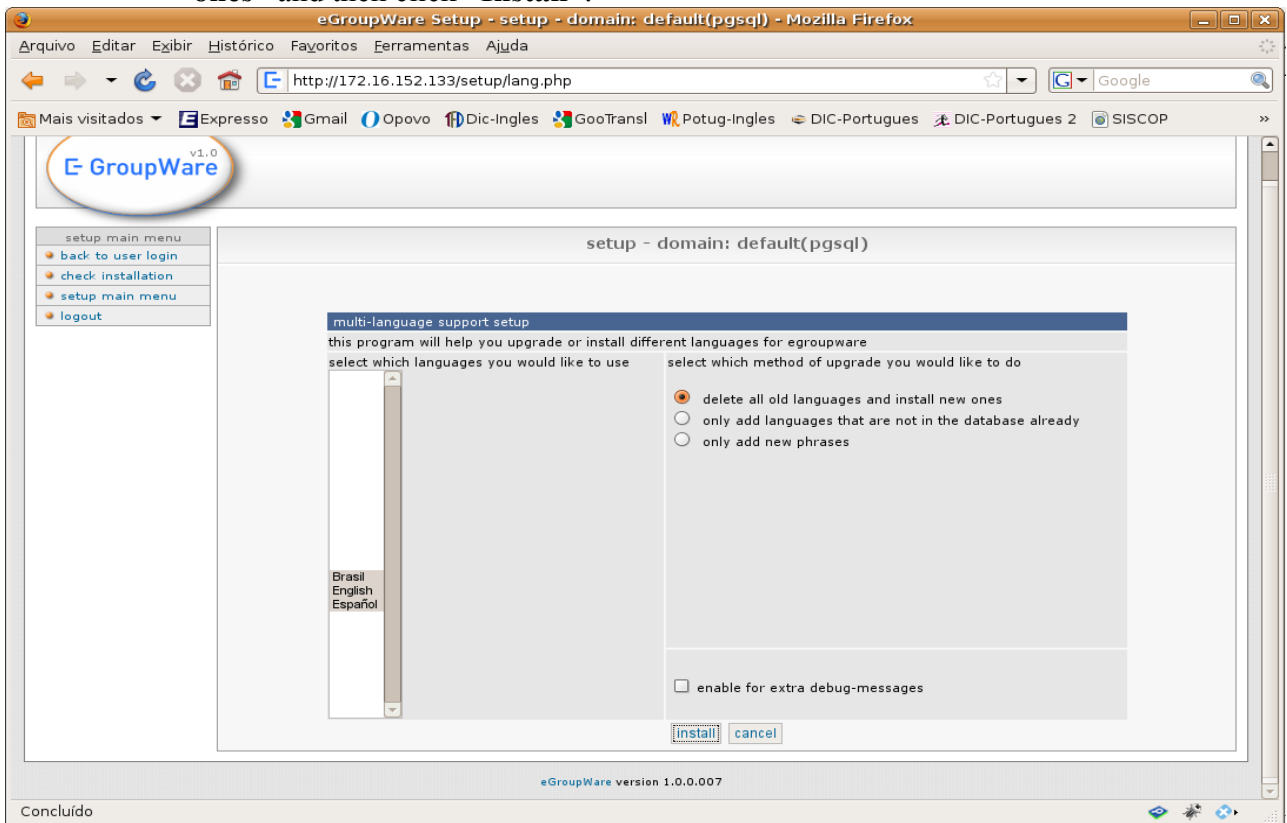 eGroupWare Setup - setup - domain: default(pgsql) - Mozilla Firefox
Arquivo Editar Exibir Histórico Favoritos Ferramentas Ajuda
http://172.16.152.133/setup/lang.php
Google
Mais visitados Expresso Gmail Opovo Dic-Ingles GooTransl Potug-Ingles DIC-Portugues DIC-Portugues 2 SISCOP »
v1.0
E- GroupWare
setup main menu
back to user login
check installation
setup main menu
logout
setup - domain: default(pgsql)
multi-language support setup
this program will help you upgrade or install different languages for egroupware
select which languages you would like to use
Brasil
English
Español
select which method of upgrade you would like to do
delete all old languages and install new ones
only add languages that are not in the database already
only add new phrases
enable for extra debug-messages
install cancel
eGroupWare version 1.0.0.007
Concluído